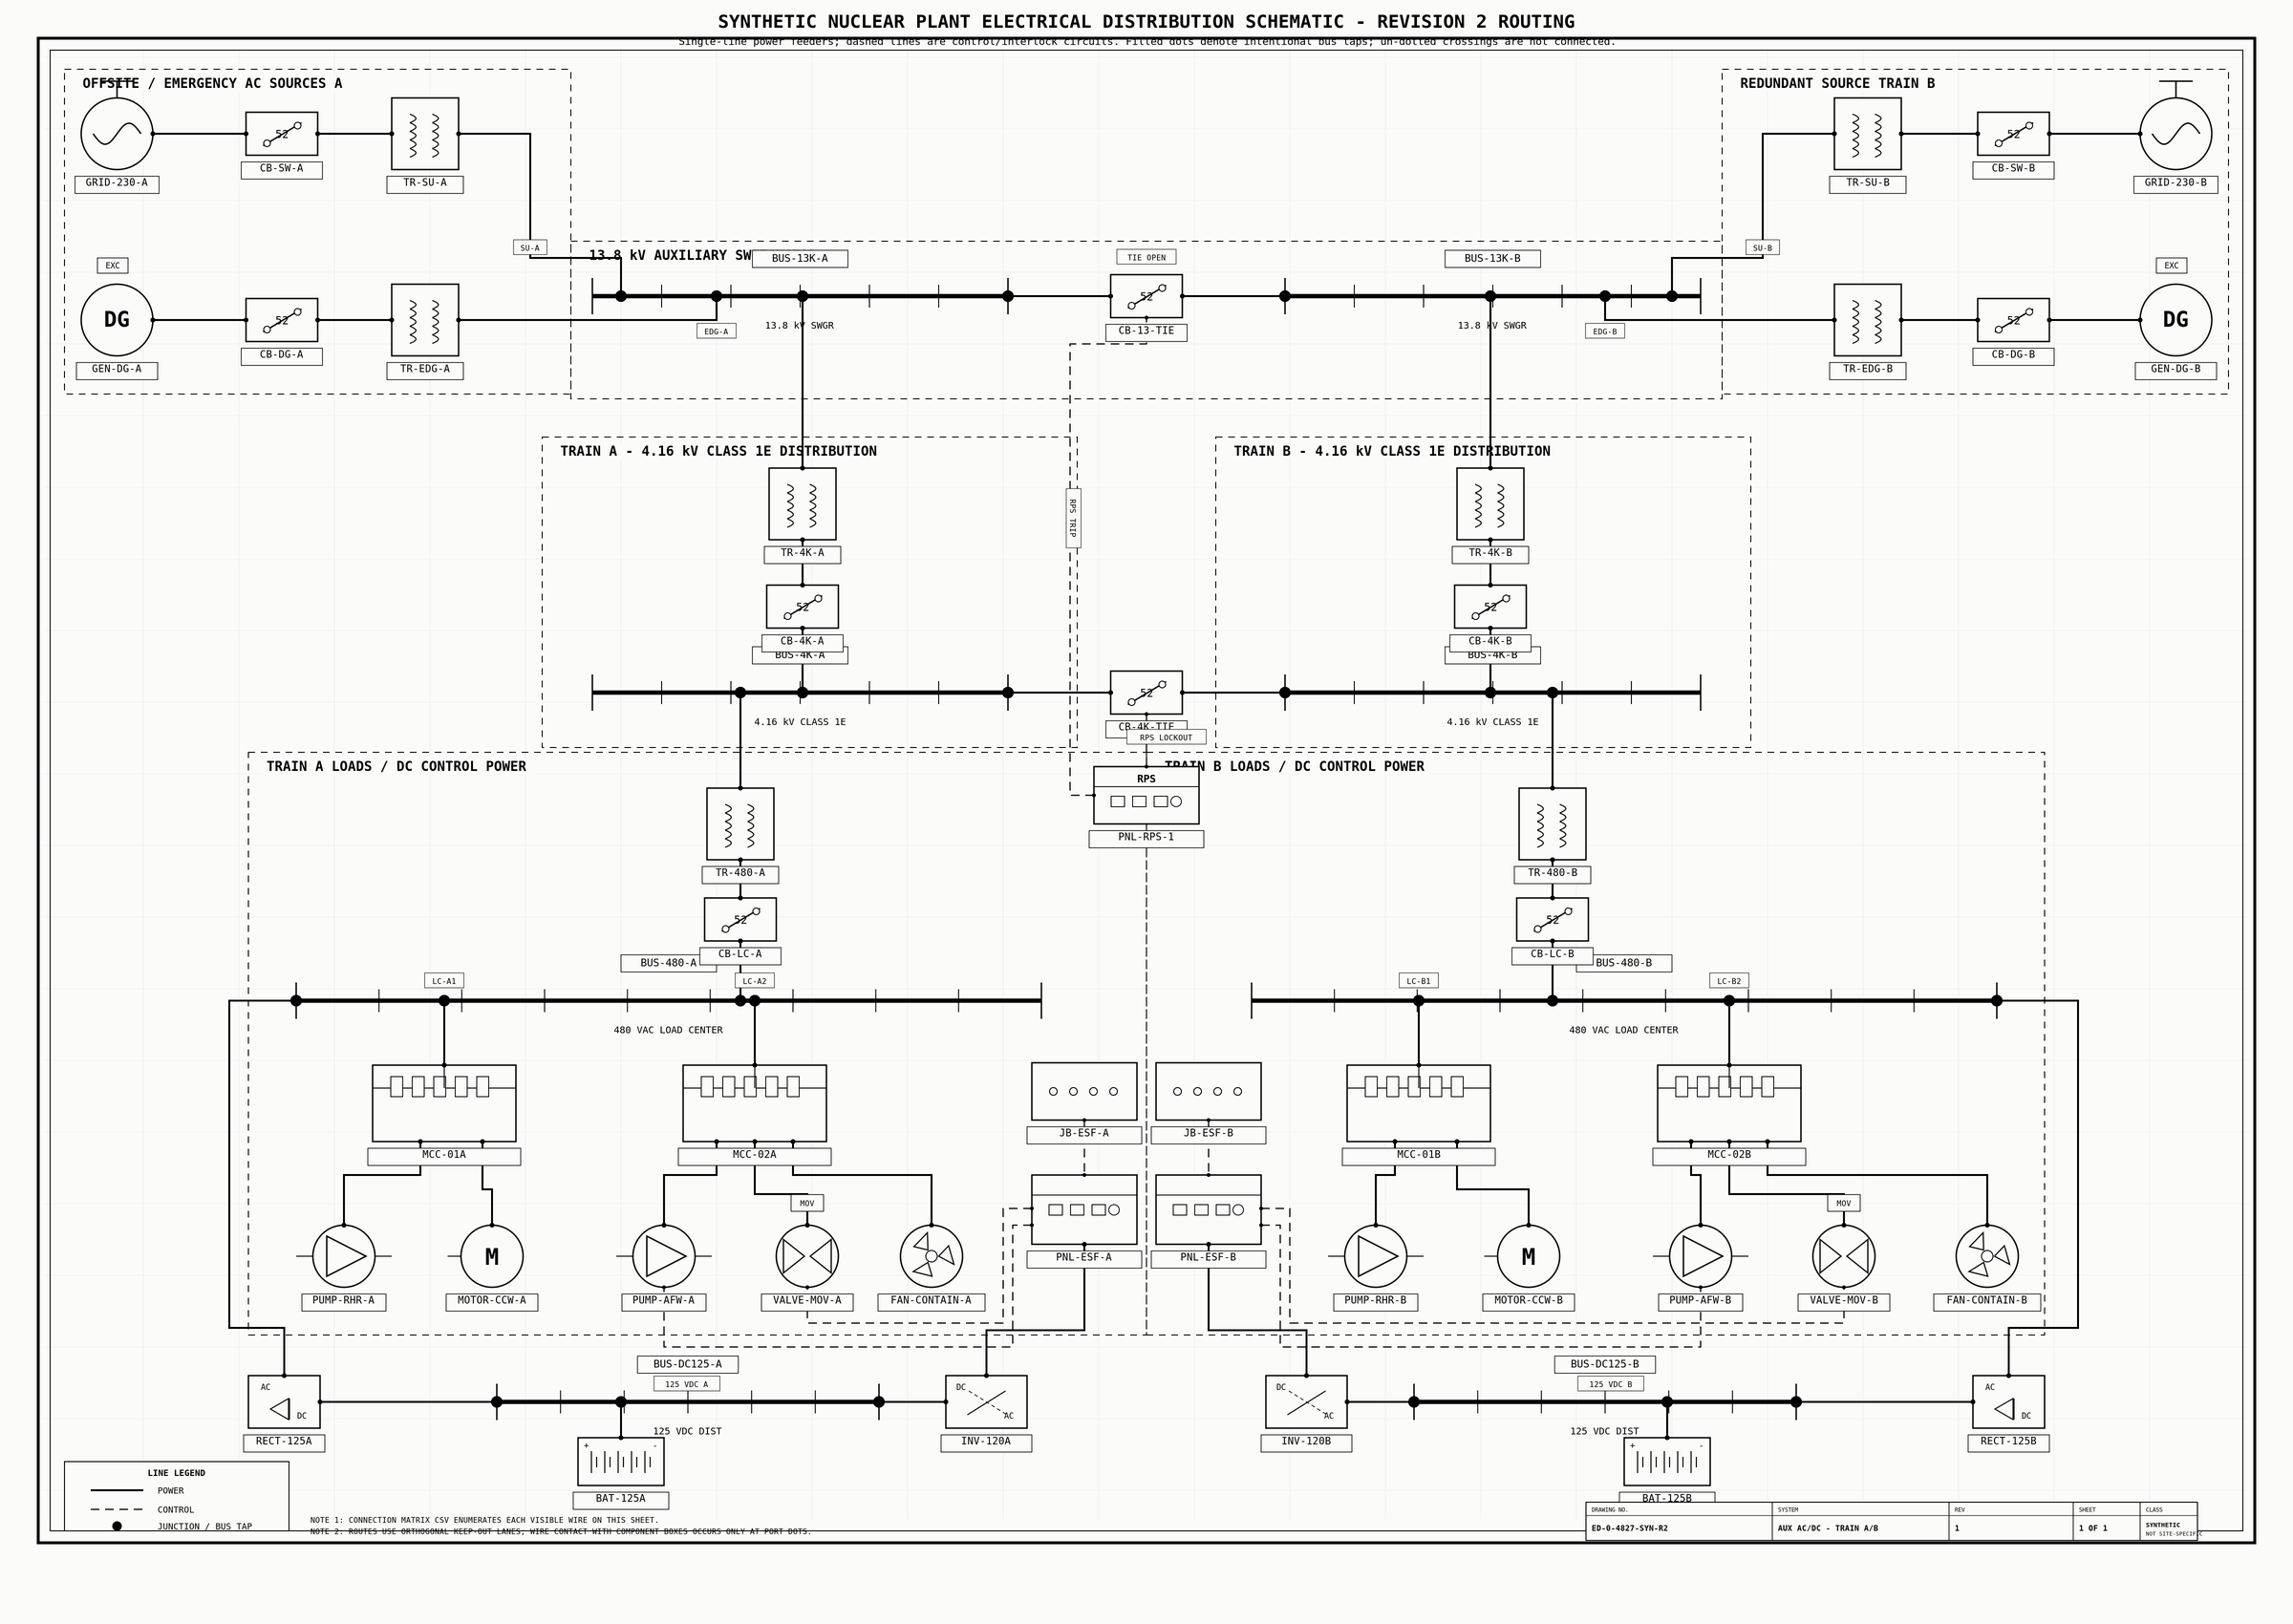 SYNTHETIC NUCLEAR PLANT ELECTRICAL DISTRIBUTION SCHEMATIC - REVISION 2 ROUTING
Single-line power feeders; dashed lines are control/interlock circuits. Filled dots denote intentional bus taps; un-dotted crossings are not connected.
OFFSITE / EMERGENCY AC SOURCES A
REDUNDANT SOURCE TRAIN B
52
52
52
52
GRID-230-A
CB-SW-A
TR-SU-A
TR-SU-B
CB-SW-B
GRID-230-B
SU-A
SU-B
13.8 kV AUXILIARY SW
BUS-13K-A
TIE OPEN
BUS-13K-B
EXC
EXC
52
DG
52
DG
EDG-A
13.8 kV SWGR
CB-13-TIE
13.8 kV SWGR
EDG-B
GEN-DG-A
CB-DG-A
TR-EDG-A
TR-EDG-B
CB-DG-B
GEN-DG-B
TRAIN A - 4.16 kV CLASS 1E DISTRIBUTION
TRAIN B - 4.16 kV CLASS 1E DISTRIBUTION
RPS TRIP
TR-4K-A
TR-4K-B
52
52
CB-4K-A
CB-4K-B
BUS-4K-A
BUS-4K-B
52
4.16 kV CLASS 1E
CB-4K-TIE
4.16 kV CLASS 1E
RPS LOCKOUT
TRAIN A LOADS / DC CONTROL POWER
TRAIN B LOADS / DC CONTROL POWER
RPS
PNL-RPS-1
TR-480-A
TR-480-B
52
52
CB-LC-A
CB-LC-B
BUS-480-A
BUS-480-B
LC-A1
LC-A2
LC-B1
LC-B2
480 VAC LOAD CENTER
480 VAC LOAD CENTER
JB-ESF-A
JB-ESF-B
MCC-01A
MCC-02A
MCC-01B
MCC-02B
MOV
MOV
M
M
PNL-ESF-A
PNL-ESF-B
PUMP-RHR-A
MOTOR-CCW-A
PUMP-AFW-A
VALVE-MOV-A
FAN-CONTAIN-A
PUMP-RHR-B
MOTOR-CCW-B
PUMP-AFW-B
VALVE-MOV-B
FAN-CONTAIN-B
BUS-DC125-A
BUS-DC125-B
125 VDC A
125 VDC B
AC
DC
DC
AC
DC
AC
AC
DC
RECT-125A
125 VDC DIST
INV-120A
INV-120B
125 VDC DIST
RECT-125B
+ -
+ -
BAT-125A
BAT-125B
LINE LEGEND
POWER
CONTROL
JUNCTION / BUS TAP
NOTE 1: CONNECTION MATRIX CSV ENUMERATES EACH VISIBLE WIRE ON THIS SHEET.
NOTE 2: ROUTES USE ORTHOGONAL KEEP-OUT LANES; WIRE CONTACT WITH COMPONENT BOXES OCCURS ONLY AT PORT DOTS.
DRAWING NO.
ED-0-4827-SYN-R2
SYSTEM
AUX AC/DC - TRAIN A/B
REV
1
SHEET
1 OF 1
CLASS
SYNTHETIC
NOT SITE-SPECIFIC